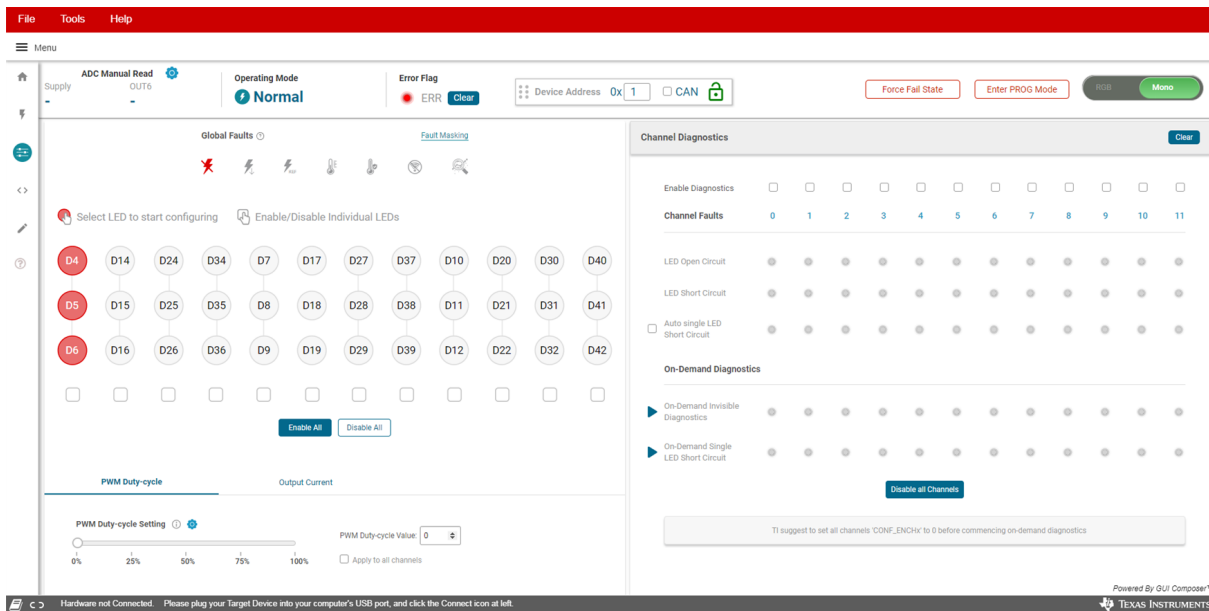 File Tools Help
Menu
ADC Manual Read
Supply OUT6
- -
Operating Mode
Normal
Error Flag
ERR Clear
Device Address 0x 1 CAN
Force Fail State
Enter PROG Mode
RGB Mono
Global Faults
Fault Masking
Select LED to start configuring Enable/Disable Individual LEDs
D4 D14 D24 D34 D7 D17 D27 D37 D10 D20 D30 D40
D5 D15 D25 D35 D8 D18 D28 D38 D11 D21 D31 D41
D6 D16 D26 D36 D9 D19 D29 D39 D12 D22 D32 D42
Enable All Disable All
PWM Duty-cycle Output Current
PWM Duty-cycle Setting
0% 25% 50% 75% 100%
PWM Duty-cycle Value: 0
Apply to all channels
Channel Diagnostics Clear
Enable Diagnostics
Channel Faults 0 1 2 3 4 5 6 7 8 9 10 11
LED Open Circuit
LED Short Circuit
Auto single LED
Short Circuit
On-Demand Diagnostics
On-Demand Invisible
Diagnostics
On-Demand Single
LED Short Circuit
Disable all Channels
TI suggest to set all channels 'CONF_ENCHx' to 0 before commencing on-demand diagnostics
Powered By GUI Composer™
Hardware not Connected. Please plug your Target Device into your computer's USB port, and click the Connect icon at left.
TEXAS INSTRUMENTS